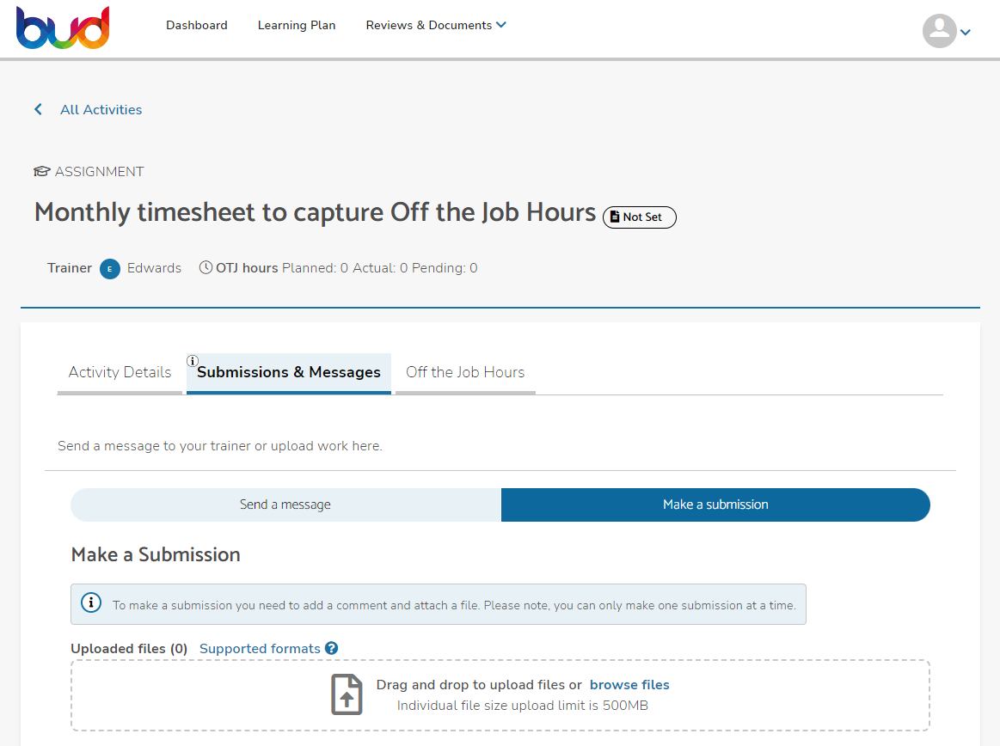 bud
Dashboard Learning Plan Reviews & Documents
All Activities
ASSIGNMENT
Monthly timesheet to capture Off the Job Hours Not Set
Trainer E Edwards OTJ hours Planned: 0 Actual: 0 Pending: 0
Activity Details Submissions & Messages Off the Job Hours
Send a message to your trainer or upload work here.
Send a message Make a submission
Make a Submission
To make a submission you need to add a comment and attach a file. Please note, you can only make one submission at a time.
Uploaded files (0) Supported formats
Drag and drop to upload files or browse files
Individual file size upload limit is 500MB